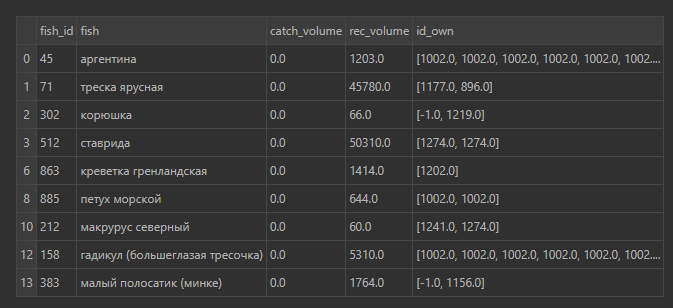 fish_id fish catch_volume rec_volume id_own
0 45 аргентина 0.0 1203.0 [1002.0, 1002.0, 1002.0, 1002.0, 1002.0, 1002....
1 71 треска ярусная 0.0 45780.0 [1177.0, 896.0]
2 302 корюшка 0.0 66.0 [-1.0, 1219.0]
3 512 ставрида 0.0 50310.0 [1274.0, 1274.0]
6 863 креветка гренландская 0.0 1414.0 [1202.0]
8 885 петух морской 0.0 644.0 [1002.0, 1002.0]
10 212 макрурус северный 0.0 60.0 [1241.0, 1274.0]
12 158 гадикул (большеглазая тресочка) 0.0 5310.0 [1002.0, 1002.0, 1002.0, 1002.0, 1002.0, 1002....
13 383 малый полосатик (минке) 0.0 1764.0 [-1.0, 1156.0]